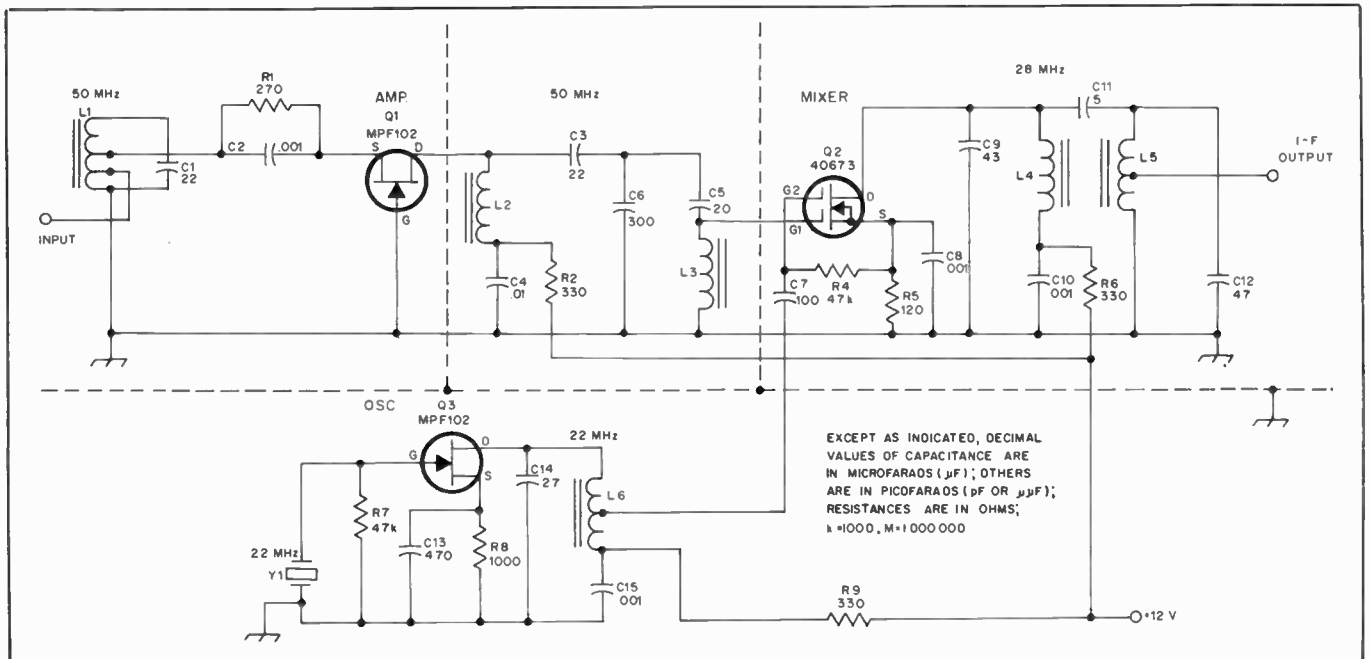 50 MHz
L1
R1
270
C2
.001
C1
22
INPUT
AMP.
Q1
MPF102
S
D
G
50 MHz
C3
22
L2
C6
300
C5
20
C4
.01
R2
330
L3
MIXER
Q2
40673
G2
G1
D
S
C7
100
R4
47k
R5
120
C8
001
28 MHz
C11
5
C9
43
L4
L5
I-F
OUTPUT
C10
001
R6
330
C12
47
OSC
Q3
MPF102
G
D
S
22 MHz
C14
27
L6
R7
47k
C13
470
R8
1000
22 MHz
Y1
C15
001
R9
330
+12 V
EXCEPT AS INDICATED, DECIMAL
VALUES OF CAPACITANCE ARE
IN MICROFARADS (µF); OTHERS
ARE IN PICOFARADS (pF OR µµF);
RESISTANCES ARE IN OHMS;
k=1000, M=1000000